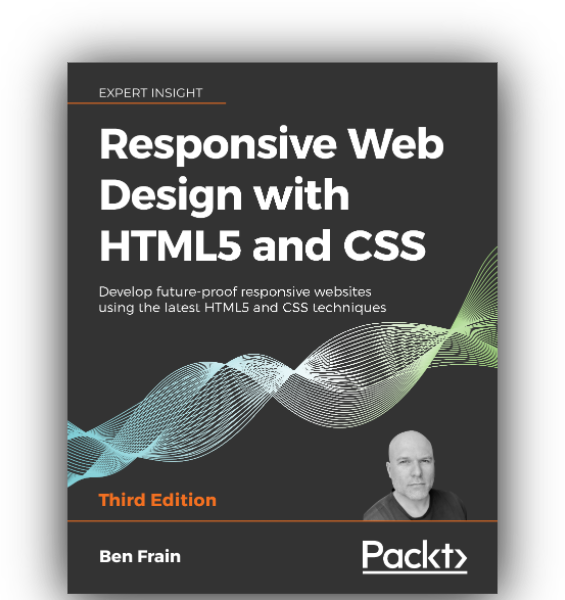 EXPERT INSIGHT
Responsive Web
Design with
HTML5 and CSS
Develop future-proof responsive websites
using the latest HTML5 and CSS techniques
Third Edition
Ben Frain
Packt>